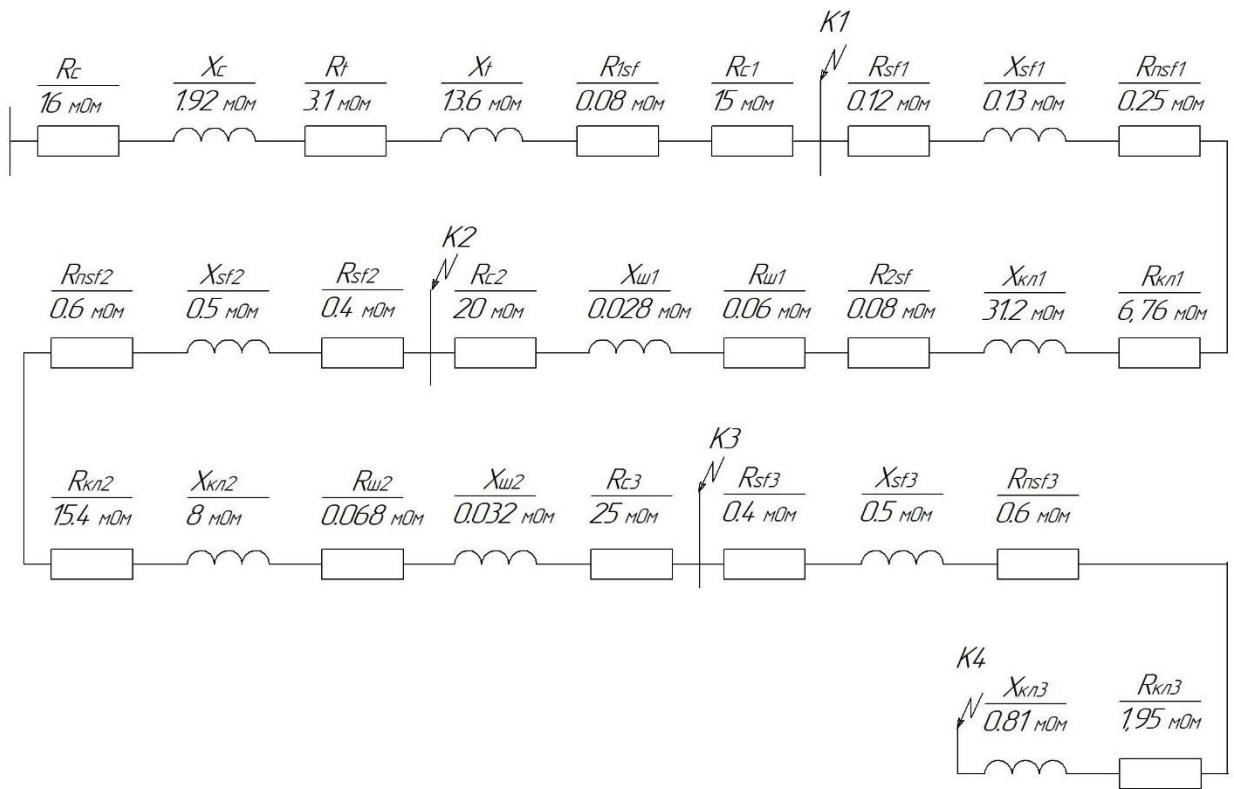 K1
Rc Xc Rt Xt R1sf Rc1 Rsf1 Xsf1 Rnsf1
16 мОм 1.92 мОм 3.1 мОм 13.6 мОм 0.08 мОм 15 мОм 0.12 мОм 0.13 мОм 0.25 мОм
K2
Rnsf2 Xsf2 Rsf2 Rc2 Xш1 Rш1 R2sf Xкл1 Rкл1
0.6 мОм 0.5 мОм 0.4 мОм 20 мОм 0.028 мОм 0.06 мОм 0.08 мОм 31.2 мОм 6,76 мОм
K3
Rкл2 Xкл2 Rш2 Xш2 Rc3 Rsf3 Xsf3 Rnsf3
15.4 мОм 8 мОм 0.068 мОм 0.032 мОм 25 мОм 0.4 мОм 0.5 мОм 0.6 мОм
K4
Xкл3 Rкл3
0.81 мОм 1,95 мОм